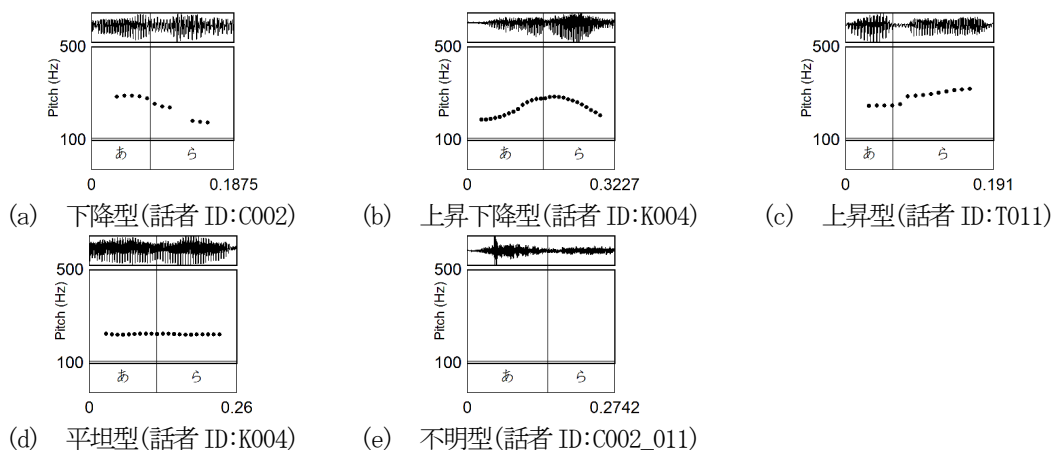 500
Pitch (Hz)
100
あ ら
0 0.1875
(a) 下降型(話者 ID:C002)
500
Pitch (Hz)
100
あ ら
0 0.3227
(b) 上昇下降型(話者 ID:K004)
500
Pitch (Hz)
100
あ ら
0 0.191
(c) 上昇型(話者 ID:T011)
500
Pitch (Hz)
100
あ ら
0 0.26
(d) 平坦型(話者 ID:K004)
500
Pitch (Hz)
100
あ ら
0 0.2742
(e) 不明型(話者 ID:C002_011)